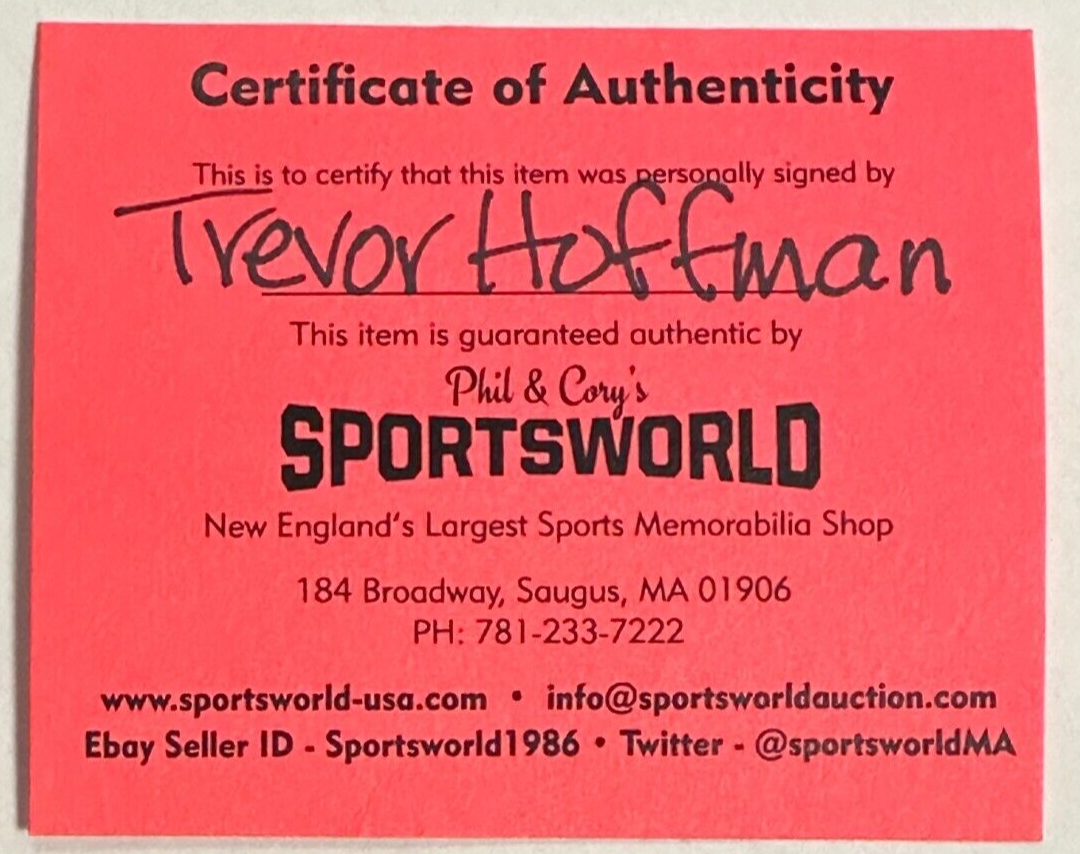 Certificate of Authenticity
This is to certify that this item was personally signed by
Trevor Hoffman
This item is guaranteed authentic by
Phil & Cory's
SPORTSWORLD
New England's Largest Sports Memorabilia Shop
184 Broadway, Saugus, MA 01906
PH: 781-233-7222
www.sportsworld-usa.com • info@sportsworldauction.com
Ebay Seller ID - Sportsworld1986 • Twitter - @sportsworldMA